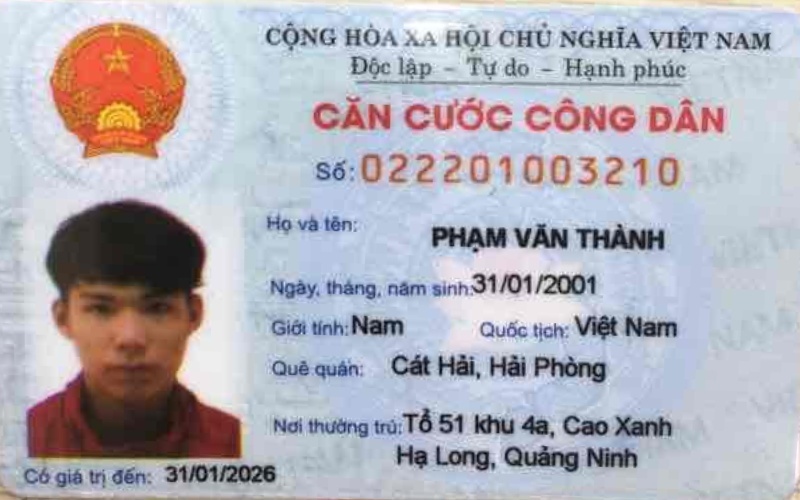 CỘNG HÒA XA HỘI CHỦ NGHĨA VIỆT NAM
Độc lập - Tự do - Hạnh phúc
CĂN CƯỚC CÔNG DÂN
Số: 022201003210
Họ và tên: PHẠM VĂN THÀNH
Ngày, tháng, năm sinh: 31/01/2001
Giới tính: Nam Quốc tịch: Việt Nam
Quê quán: Cát Hải, Hải Phòng
Nơi thường trú: Tổ 51 khu 4a, Cao Xanh
Hạ Long, Quảng Ninh
Có giá trị đến: 31/01/2026